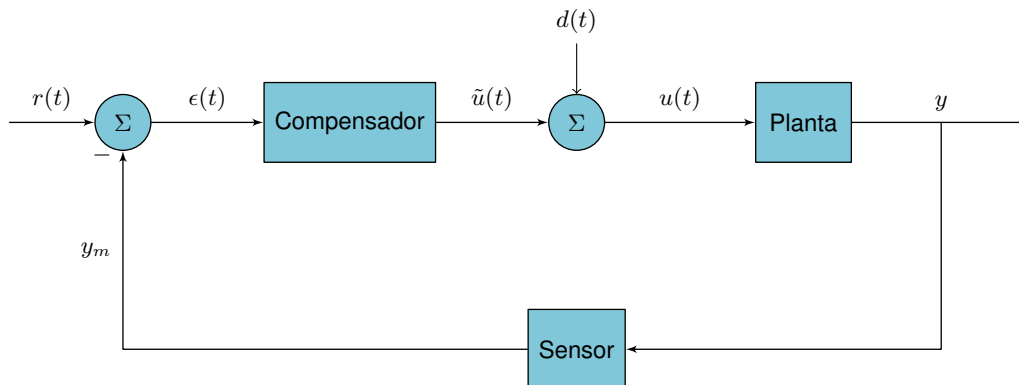 d(t)
r(t)
Σ
ϵ(t)
Compensador
ũ(t)
Σ
u(t)
Planta
y
−
y_m
Sensor